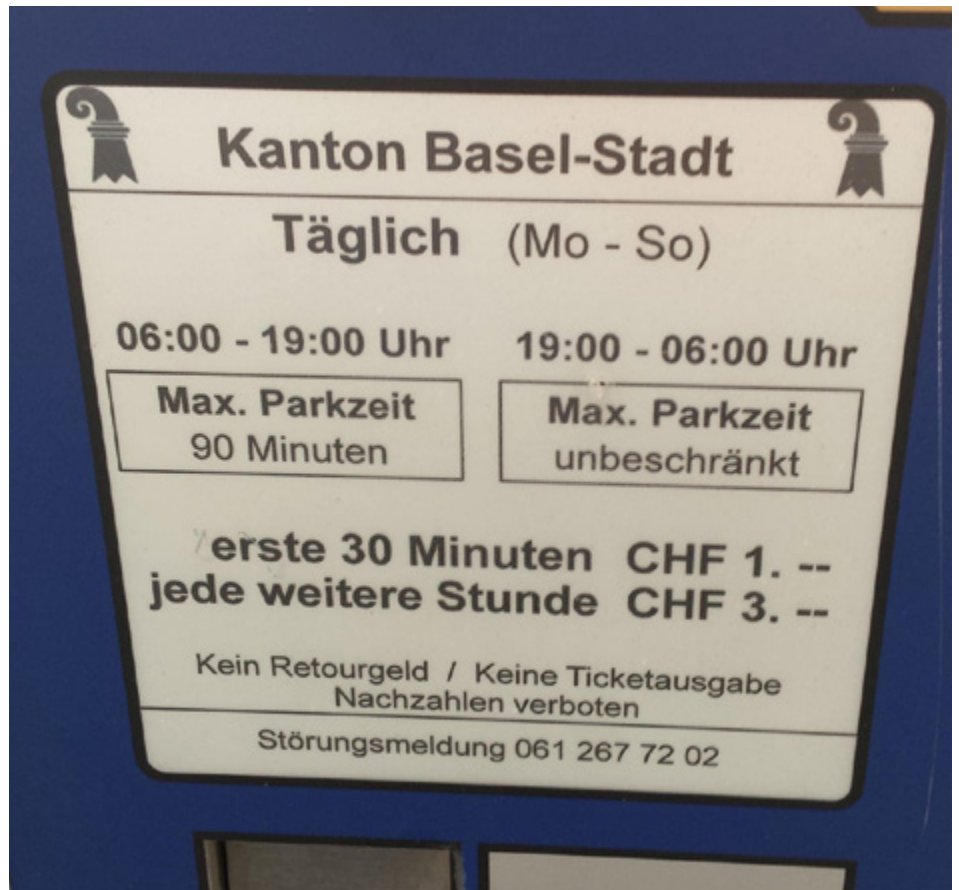 Kanton Basel-Stadt
Täglich (Mo - So)
06:00 - 19:00 Uhr 19:00 - 06:00 Uhr
Max. Parkzeit Max. Parkzeit
90 Minuten unbeschränkt
erste 30 Minuten CHF 1. --
jede weitere Stunde CHF 3. --
Kein Retourgeld / Keine Ticketausgabe
Nachzahlen verboten
Störungsmeldung 061 267 72 02